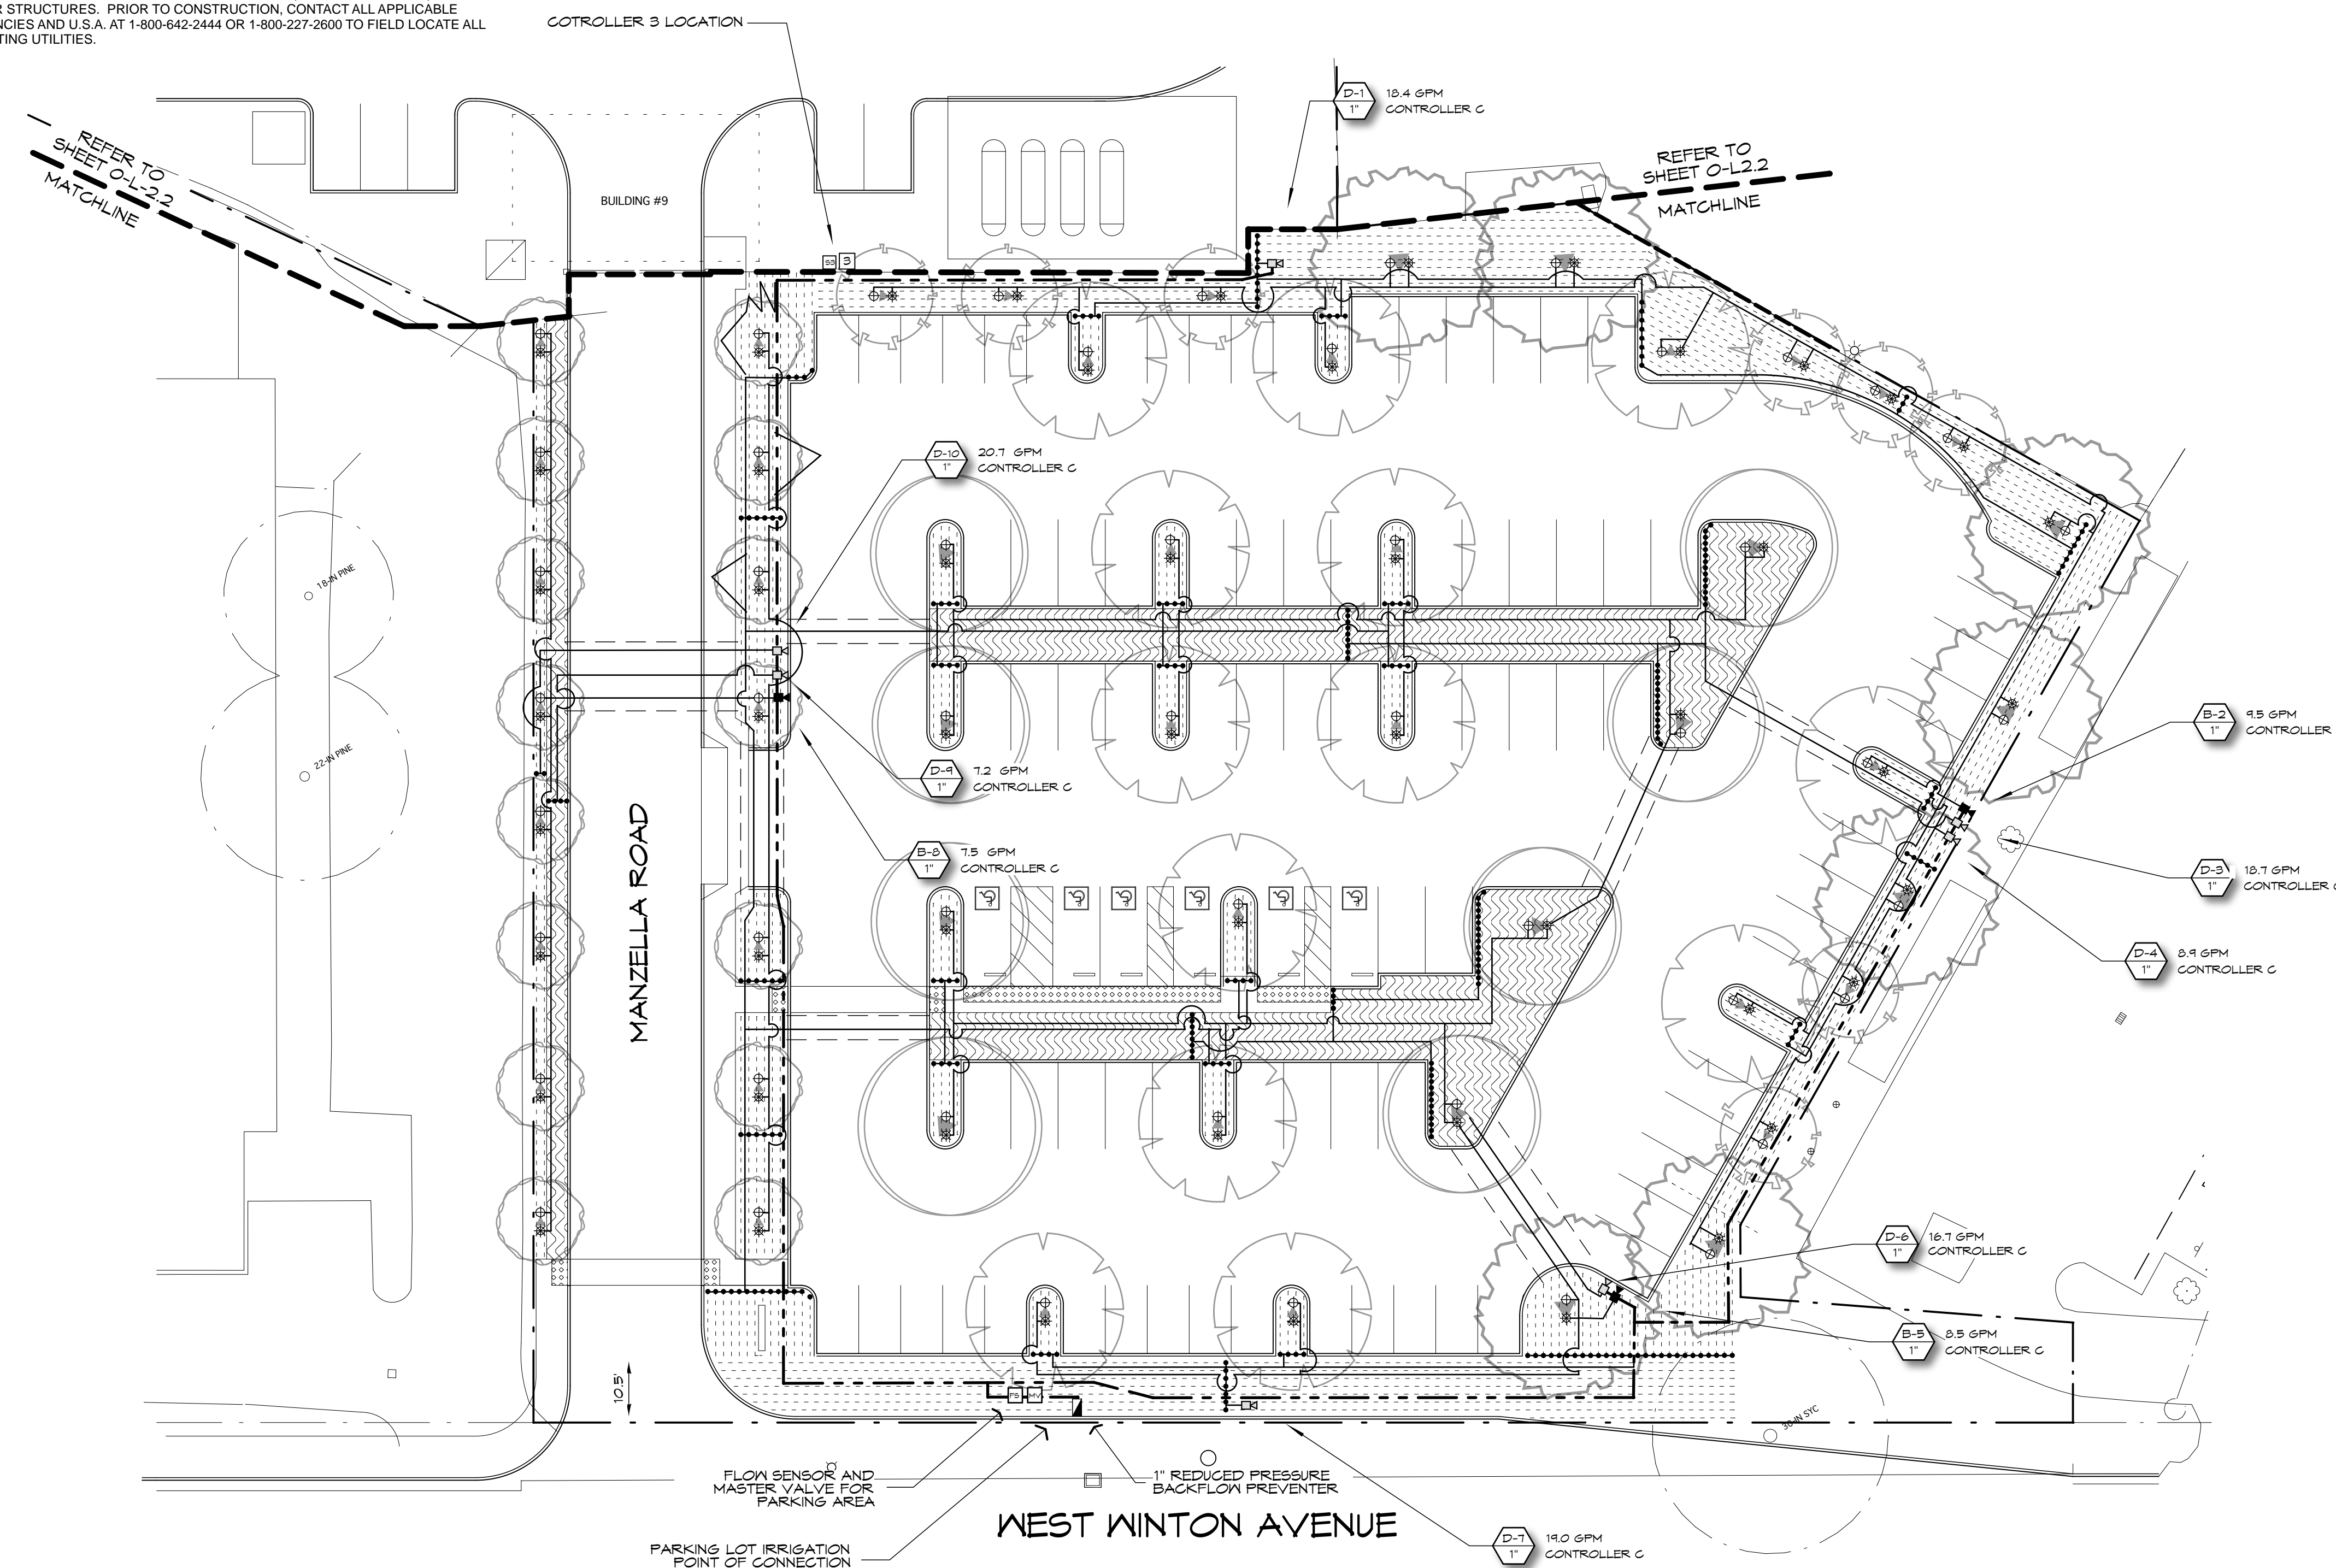 R STRUCTURES. PRIOR TO CONSTRUCTION, CONTACT ALL APPLICABLE
NCIES AND U.S.A. AT 1-800-642-2444 OR 1-800-227-2600 TO FIELD LOCATE ALL
TING UTILITIES.
COTROLLER 3 LOCATION
D-1
1"
18.4 GPM
CONTROLLER C
REFER TO
SHEET O-L-2.2
MATCHLINE
REFER TO
SHEET O-L2.2
MATCHLINE
BUILDING #9
S3
3
D-10
1"
20.7 GPM
CONTROLLER C
18-IN PINE
22-IN PINE
B-2
1"
9.5 GPM
CONTROLLER
D-9
1"
7.2 GPM
CONTROLLER C
B-8
1"
7.5 GPM
CONTROLLER C
MANZELLA ROAD
D-3
1"
18.7 GPM
CONTROLLER C
D-4
1"
8.9 GPM
CONTROLLER C
D-6
1"
16.7 GPM
CONTROLLER C
B-5
1"
8.5 GPM
CONTROLLER C
10.5'
FS
MV
30-IN SYC
FLOW SENSOR AND
MASTER VALVE FOR
PARKING AREA
1" REDUCED PRESSURE
BACKFLOW PREVENTER
WEST WINTON AVENUE
PARKING LOT IRRIGATION
POINT OF CONNECTION
D-7
1"
19.0 GPM
CONTROLLER C